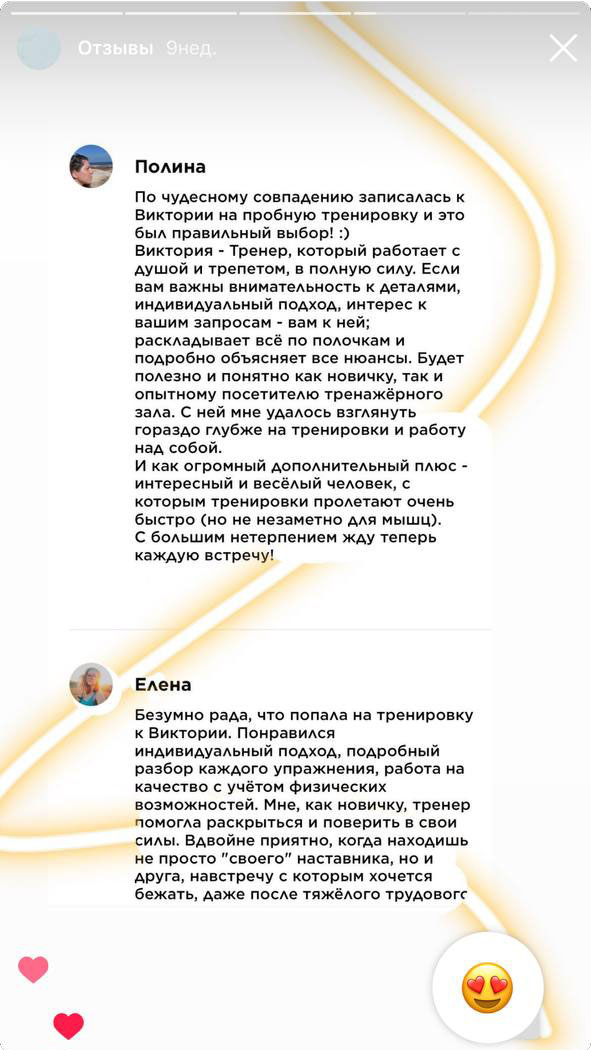 Отзывы 9нед.
Полина
По чудесному совпадению записалась к
Виктории на пробную тренировку и это
был правильный выбор! :)
Виктория - Тренер, который работает с
душой и трепетом, в полную силу. Если
вам важны внимательность к деталями,
индивидуальный подход, интерес к
вашим запросам - вам к ней;
раскладывает всё по полочкам и
подробно объясняет все нюансы. Будет
полезно и понятно как новичку, так и
опытному посетителю тренажёрного
зала. С ней мне удалось взглянуть
гораздо глубже на тренировки и работу
над собой.
И как огромный дополнительный плюс -
интересный и весёлый человек, с
которым тренировки пролетают очень
быстро (но не незаметно для мышц).
С большим нетерпением жду теперь
каждую встречу!
Елена
Безумно рада, что попала на тренировку
к Виктории. Понравился
индивидуальный подход, подробный
разбор каждого упражнения, работа на
качество с учётом физических
возможностей. Мне, как новичку, тренер
помогла раскрыться и поверить в свои
силы. Вдвойне приятно, когда находишь
не просто "своего" наставника, но и
друга, навстречу с которым хочется
бежать, даже после тяжёлого трудового